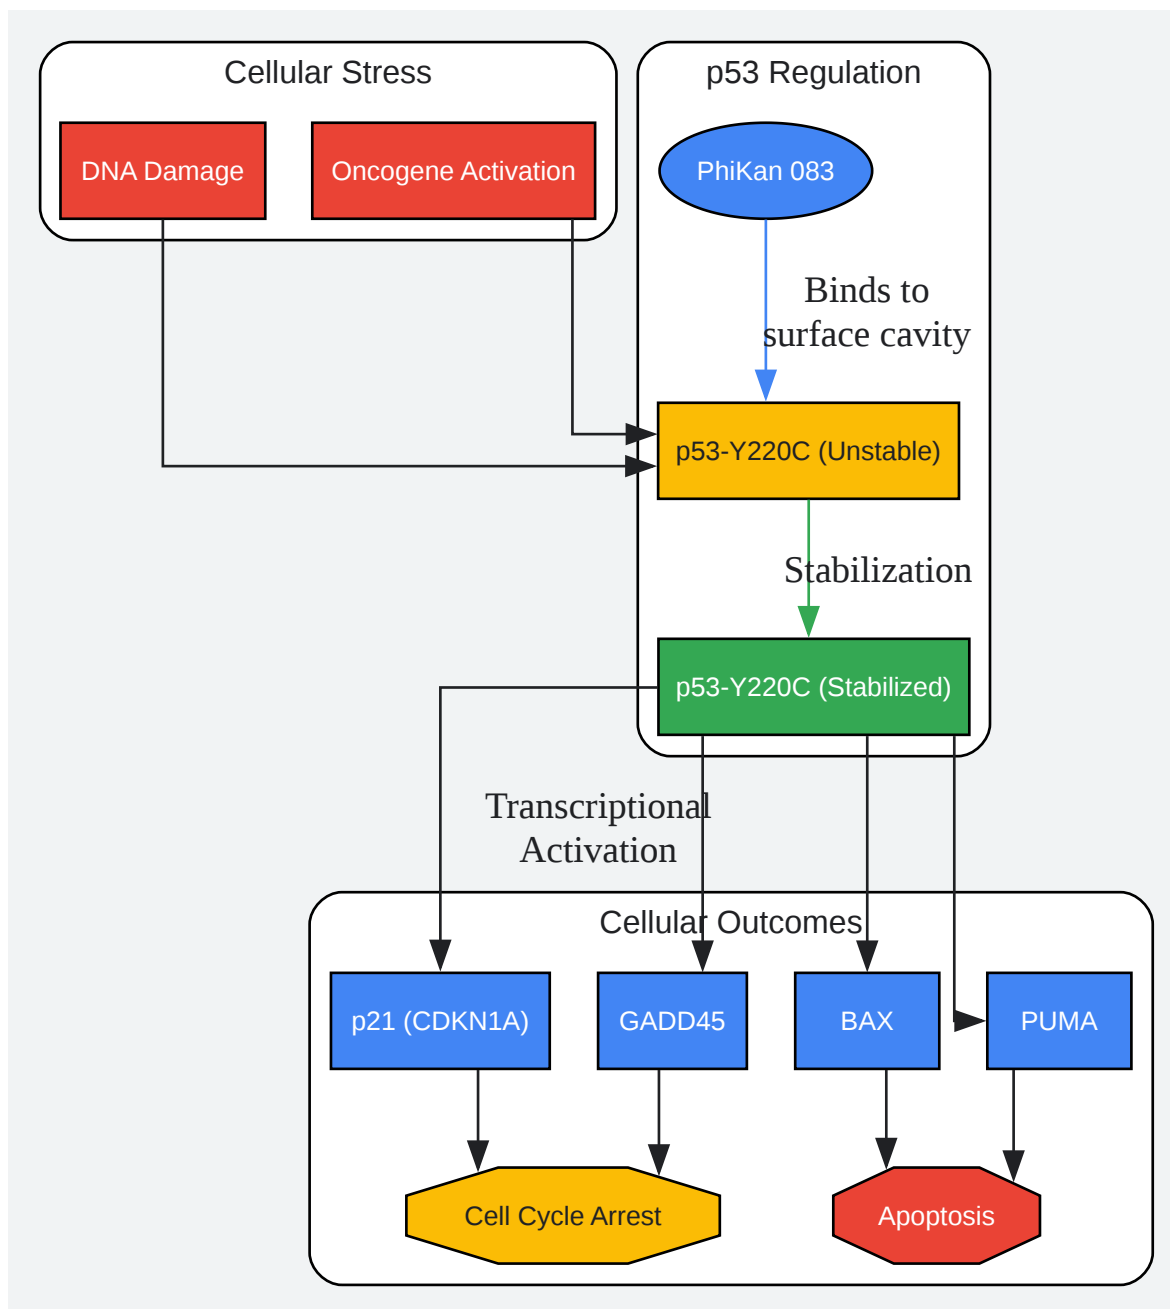 Cellular Stress
p53 Regulation
DNA Damage
Oncogene Activation
PhiKan 083
Binds to
surface cavity
p53-Y220C (Unstable)
Stabilization
p53-Y220C (Stabilized)
Transcriptional
Activation
Cellular Outcomes
p21 (CDKN1A)
GADD45
BAX
PUMA
Cell Cycle Arrest
Apoptosis